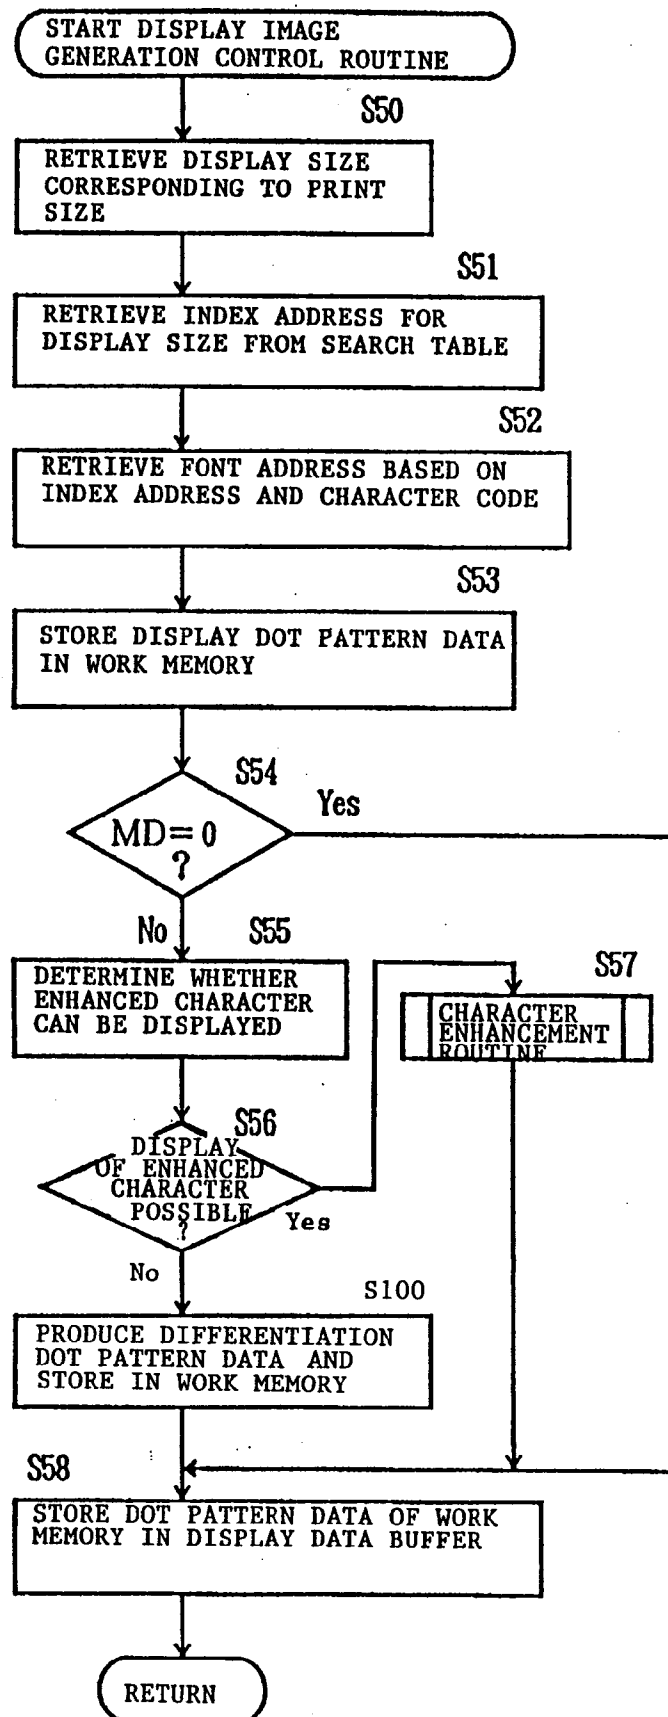 START DISPLAY IMAGE
GENERATION CONTROL ROUTINE
S50
RETRIEVE DISPLAY SIZE
CORRESPONDING TO PRINT
SIZE
S51
RETRIEVE INDEX ADDRESS FOR
DISPLAY SIZE FROM SEARCH TABLE
S52
RETRIEVE FONT ADDRESS BASED ON
INDEX ADDRESS AND CHARACTER CODE
S53
STORE DISPLAY DOT PATTERN DATA
IN WORK MEMORY
S54
Yes
MD=0
?
No
S55
DETERMINE WHETHER
ENHANCED CHARACTER
CAN BE DISPLAYED
S57
CHARACTER
ENHANCEMENT
ROUTINE
S56
DISPLAY
OF ENHANCED
CHARACTER
POSSIBLE
?
Yes
No
S100
PRODUCE DIFFERENTIATION
DOT PATTERN DATA AND
STORE IN WORK MEMORY
S58
STORE DOT PATTERN DATA OF WORK
MEMORY IN DISPLAY DATA BUFFER
RETURN